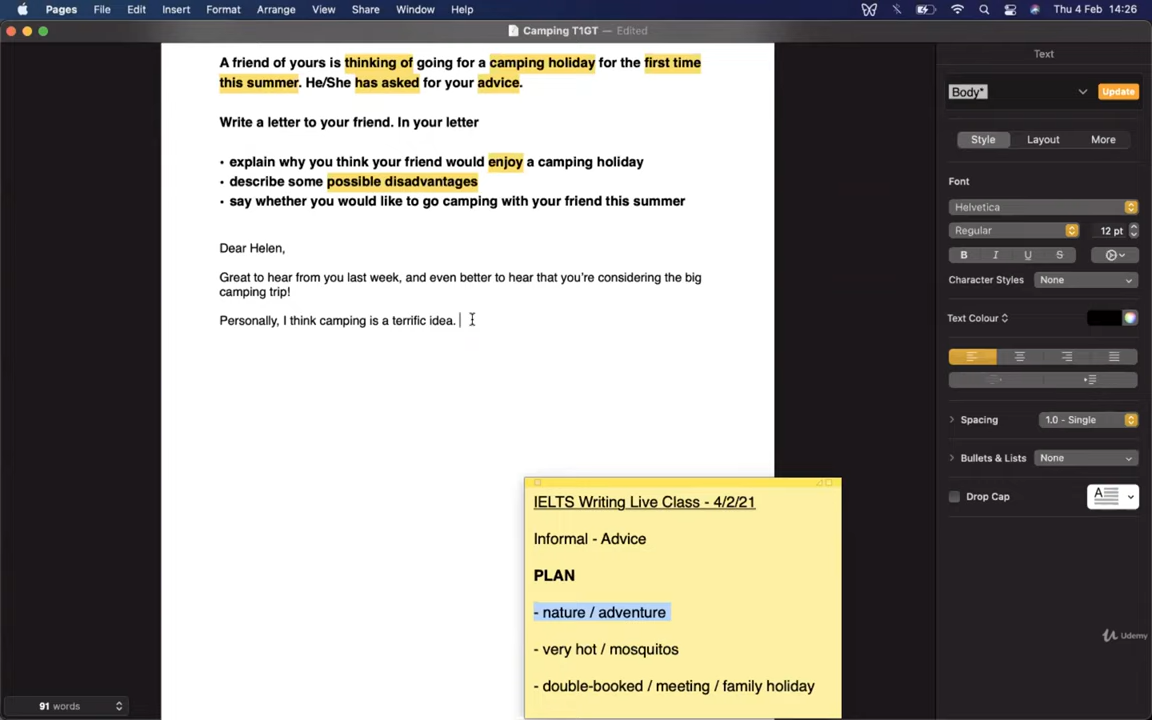 Pages File Edit Insert Format Arrange View Share Window Help Thu 4 Feb 14:26
Camping T1GT — Edited
A friend of yours is thinking of going for a camping holiday for the first time
this summer. He/She has asked for your advice.
Write a letter to your friend. In your letter
• explain why you think your friend would enjoy a camping holiday
• describe some possible disadvantages
• say whether you would like to go camping with your friend this summer
Dear Helen,
Great to hear from you last week, and even better to hear that you're considering the big
camping trip!
Personally, I think camping is a terrific idea.
IELTS Writing Live Class - 4/2/21
Informal - Advice
PLAN
- nature / adventure
- very hot / mosquitos
- double-booked / meeting / family holiday
91 words
Text
Body* Update
Style Layout More
Font
Helvetica
Regular 12 pt
B I U S
Character Styles None
Text Colour
Spacing 1.0 - Single
Bullets & Lists None
Drop Cap A
Udemy